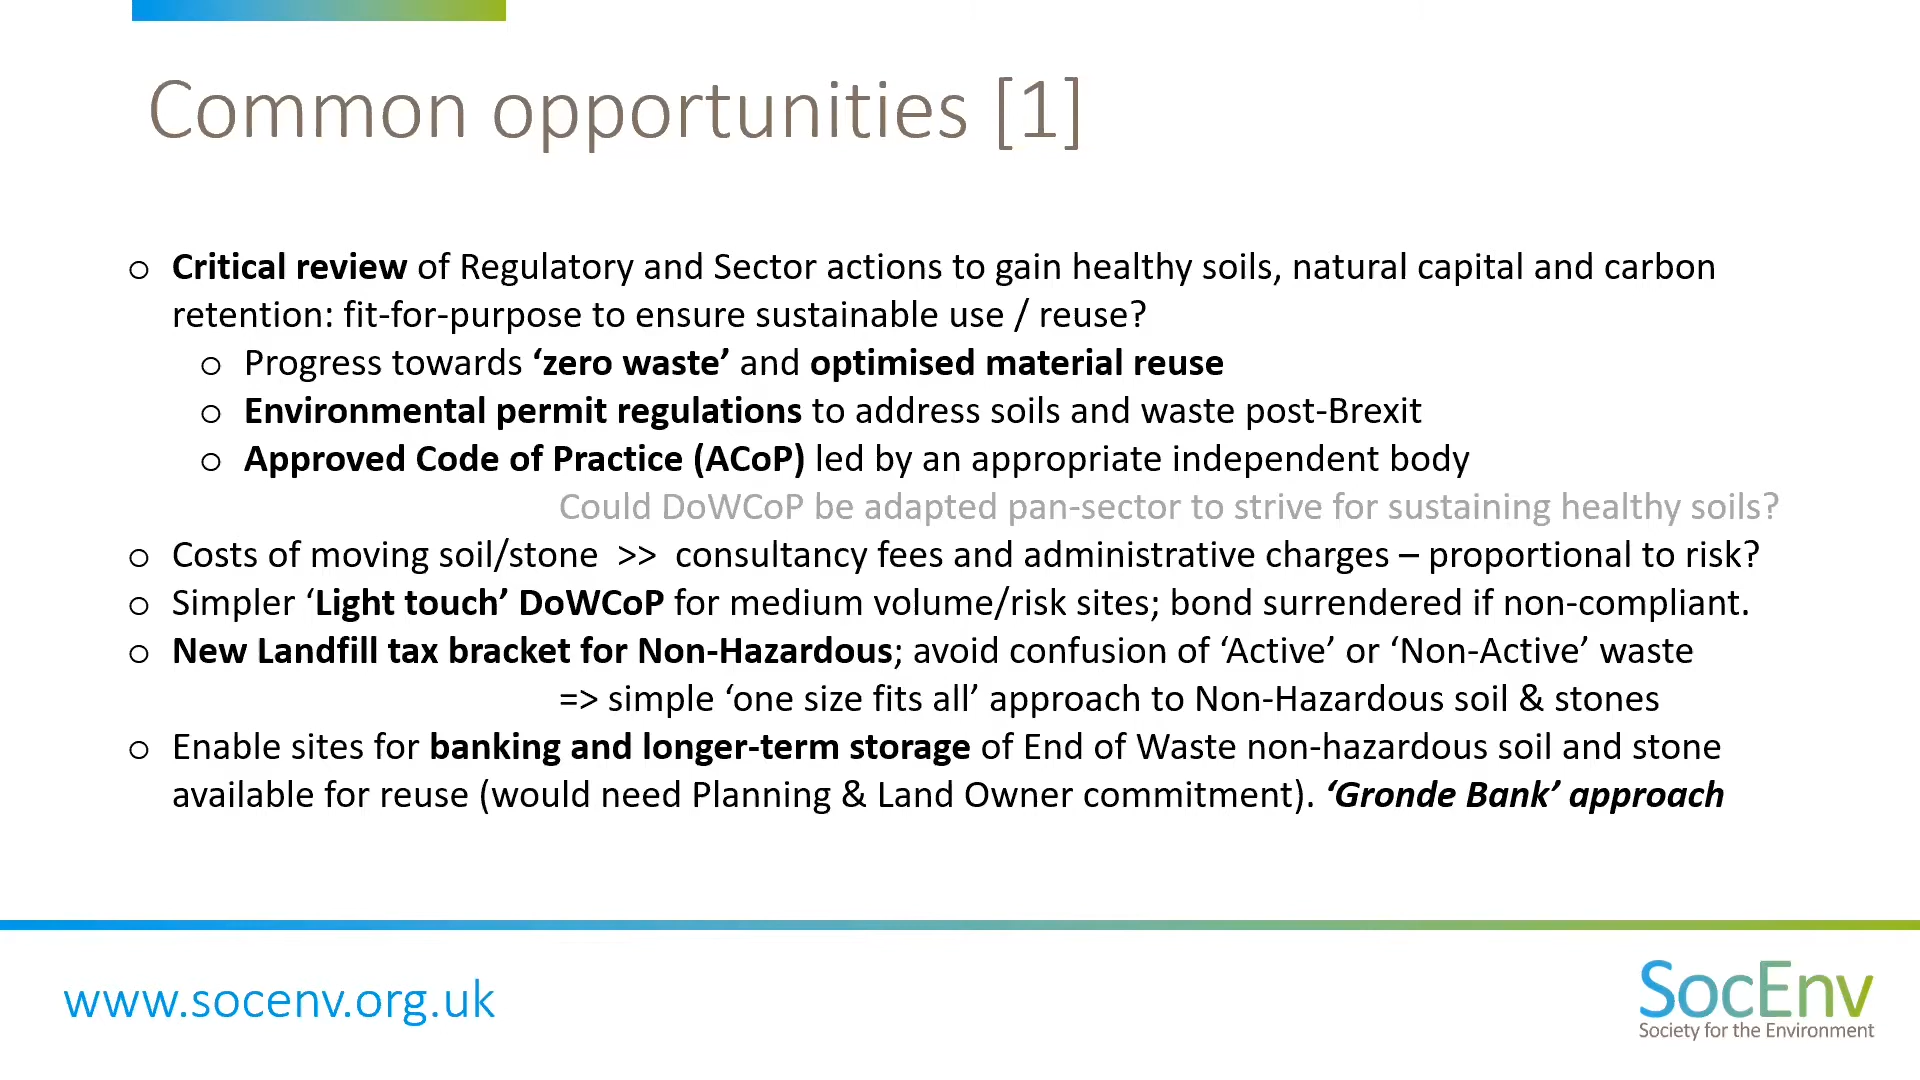 Common opportunities [1]
o Critical review of Regulatory and Sector actions to gain healthy soils, natural capital and carbon
retention: fit-for-purpose to ensure sustainable use / reuse?
o Progress towards ‘zero waste’ and optimised material reuse
o Environmental permit regulations to address soils and waste post-Brexit
o Approved Code of Practice (ACoP) led by an appropriate independent body
Could DoWCoP be adapted pan-sector to strive for sustaining healthy soils?
o Costs of moving soil/stone >> consultancy fees and administrative charges – proportional to risk?
o Simpler ‘Light touch’ DoWCoP for medium volume/risk sites; bond surrendered if non-compliant.
o New Landfill tax bracket for Non-Hazardous; avoid confusion of ‘Active’ or ‘Non-Active’ waste
=> simple ‘one size fits all’ approach to Non-Hazardous soil & stones
o Enable sites for banking and longer-term storage of End of Waste non-hazardous soil and stone
available for reuse (would need Planning & Land Owner commitment). ‘Gronde Bank’ approach
www.socenv.org.uk
SocEnv
Society for the Environment